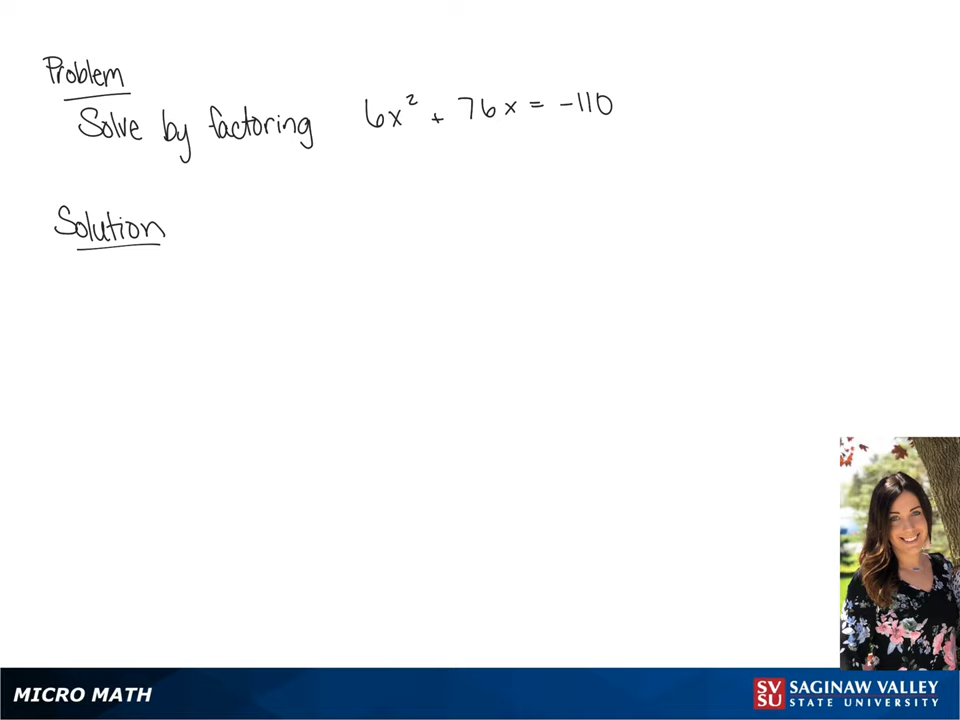 Problem
Solve by factoring 6x² + 76x = -110
Solution
MICRO MATH
SV SU SAGINAW VALLEY
STATE UNIVERSITY